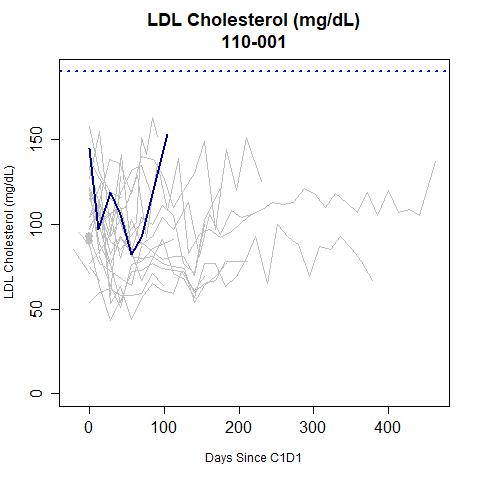 LDL Cholesterol (mg/dL)
110-001
LDL Cholesterol (mg/dL)
150
100
50
0
0 100 200 300 400
Days Since C1D1